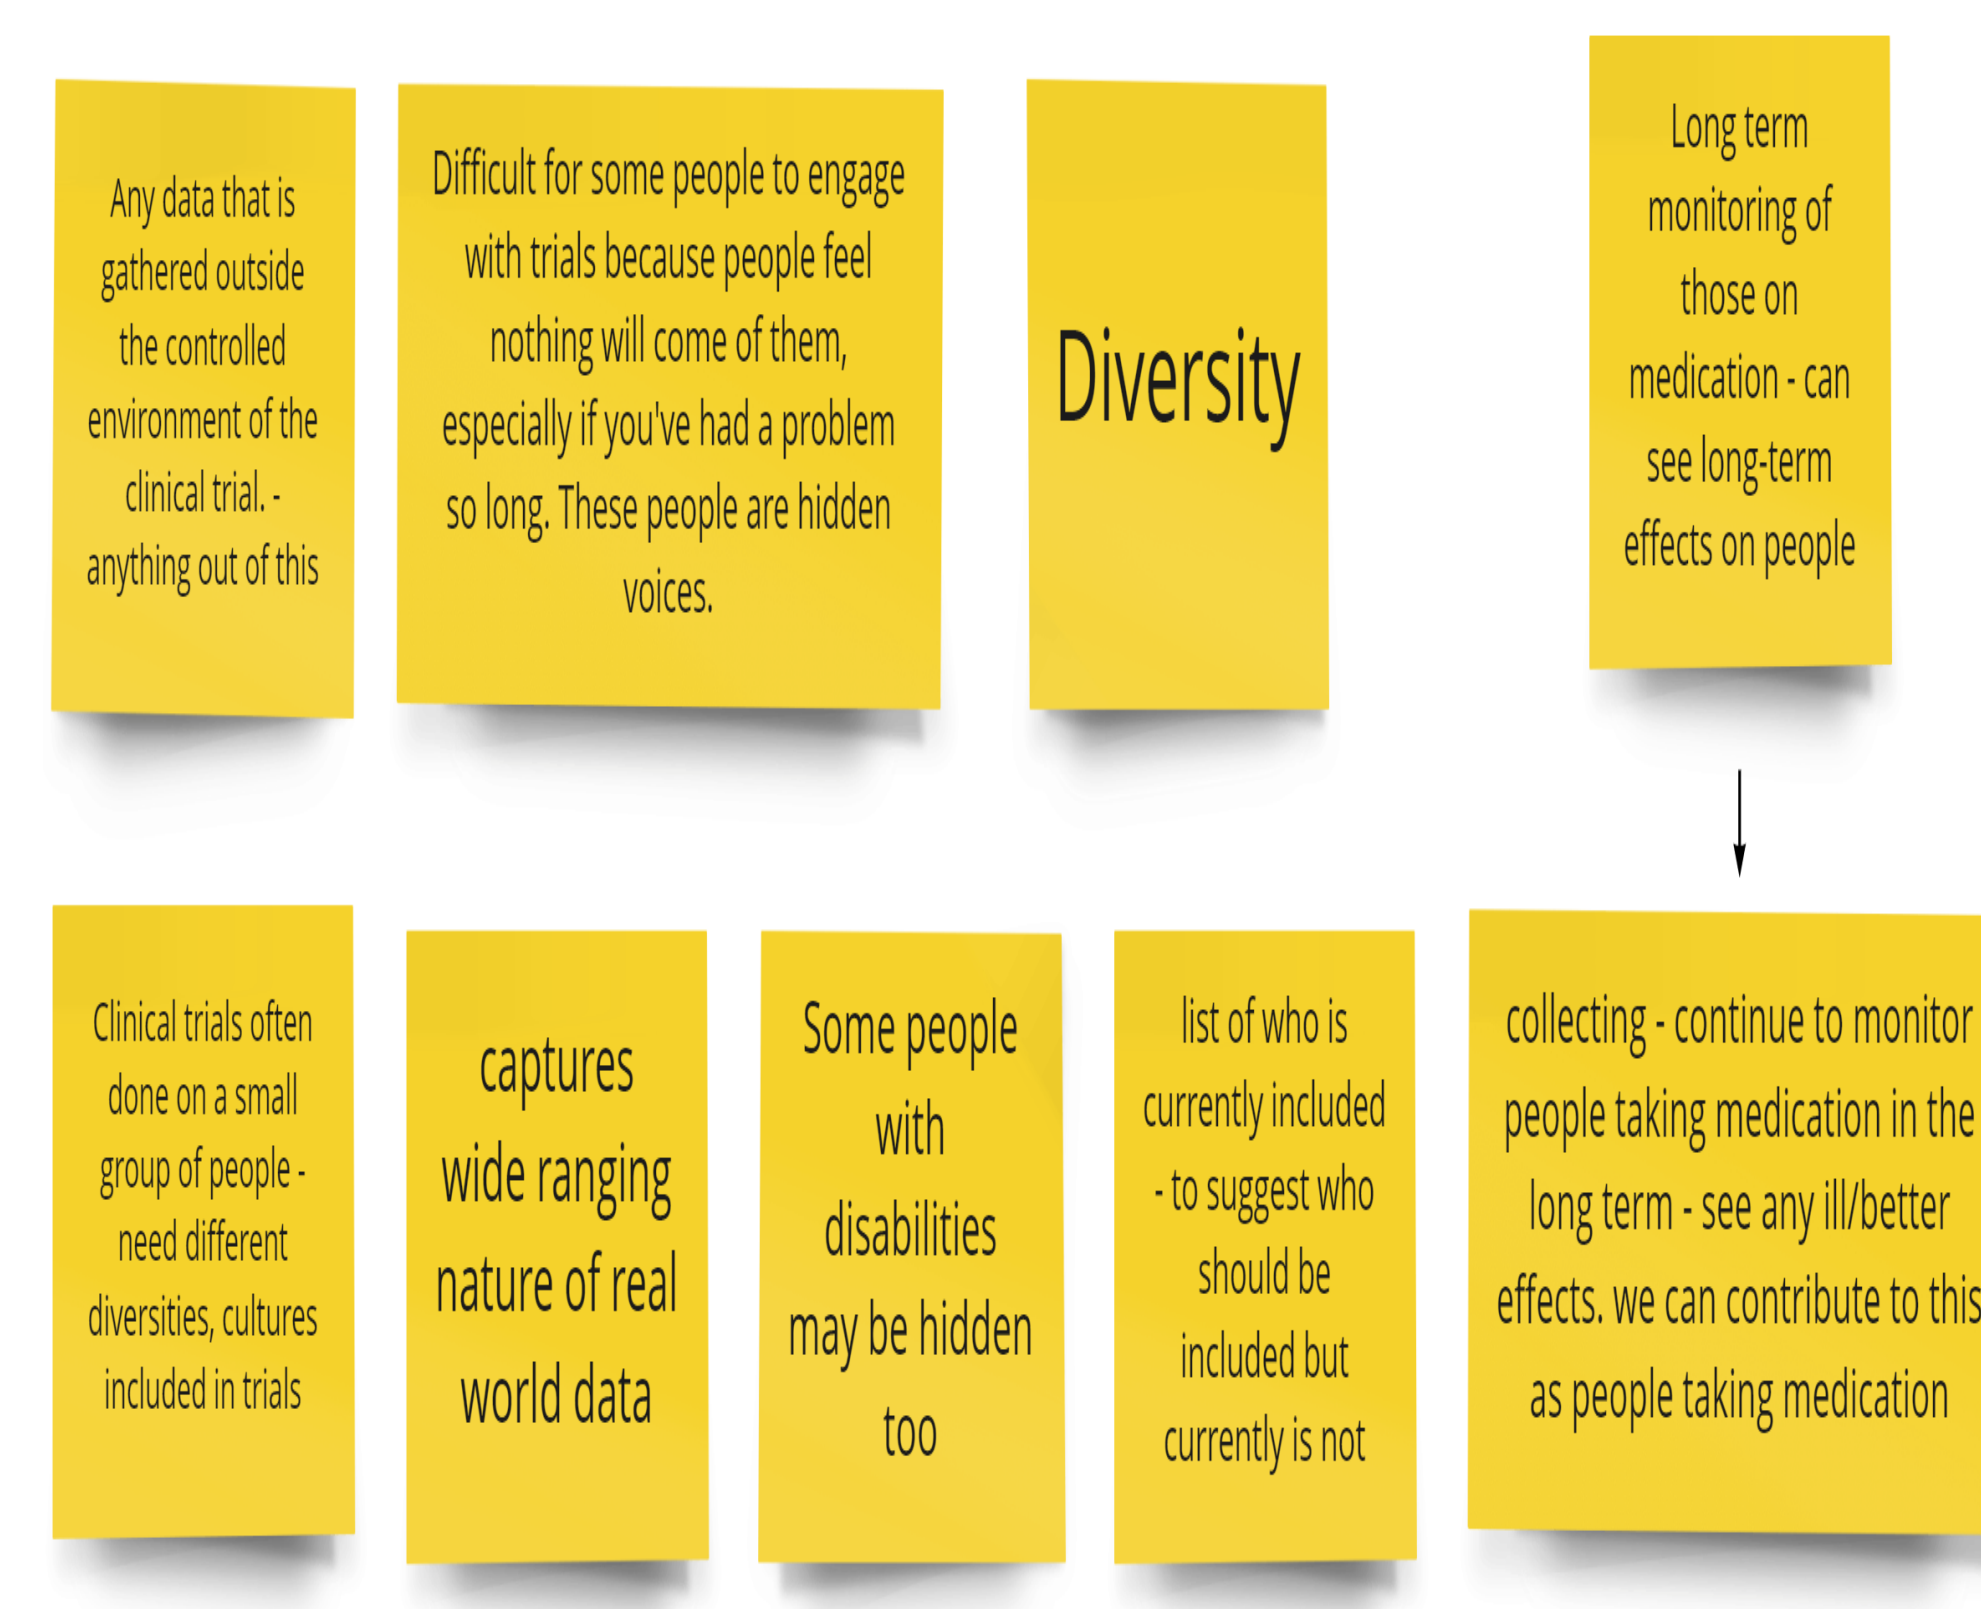 Any data that is
gathered outside
the controlled
environment of the
clinical trial. -
anything out of this
Difficult for some people to engage
with trials because people feel
nothing will come of them,
especially if you've had a problem
so long. These people are hidden
voices.
Diversity
Long term
monitoring of
those on
medication - can
see long-term
effects on people
Clinical trials often
done on a small
group of people -
need different
diversities, cultures
included in trials
captures
wide ranging
nature of real
world data
Some people
with
disabilities
may be hidden
too
list of who is
currently included
- to suggest who
should be
included but
currently is not
collecting - continue to monitor
people taking medication in the
long term - see any ill/better
effects. we can contribute to this
as people taking medication